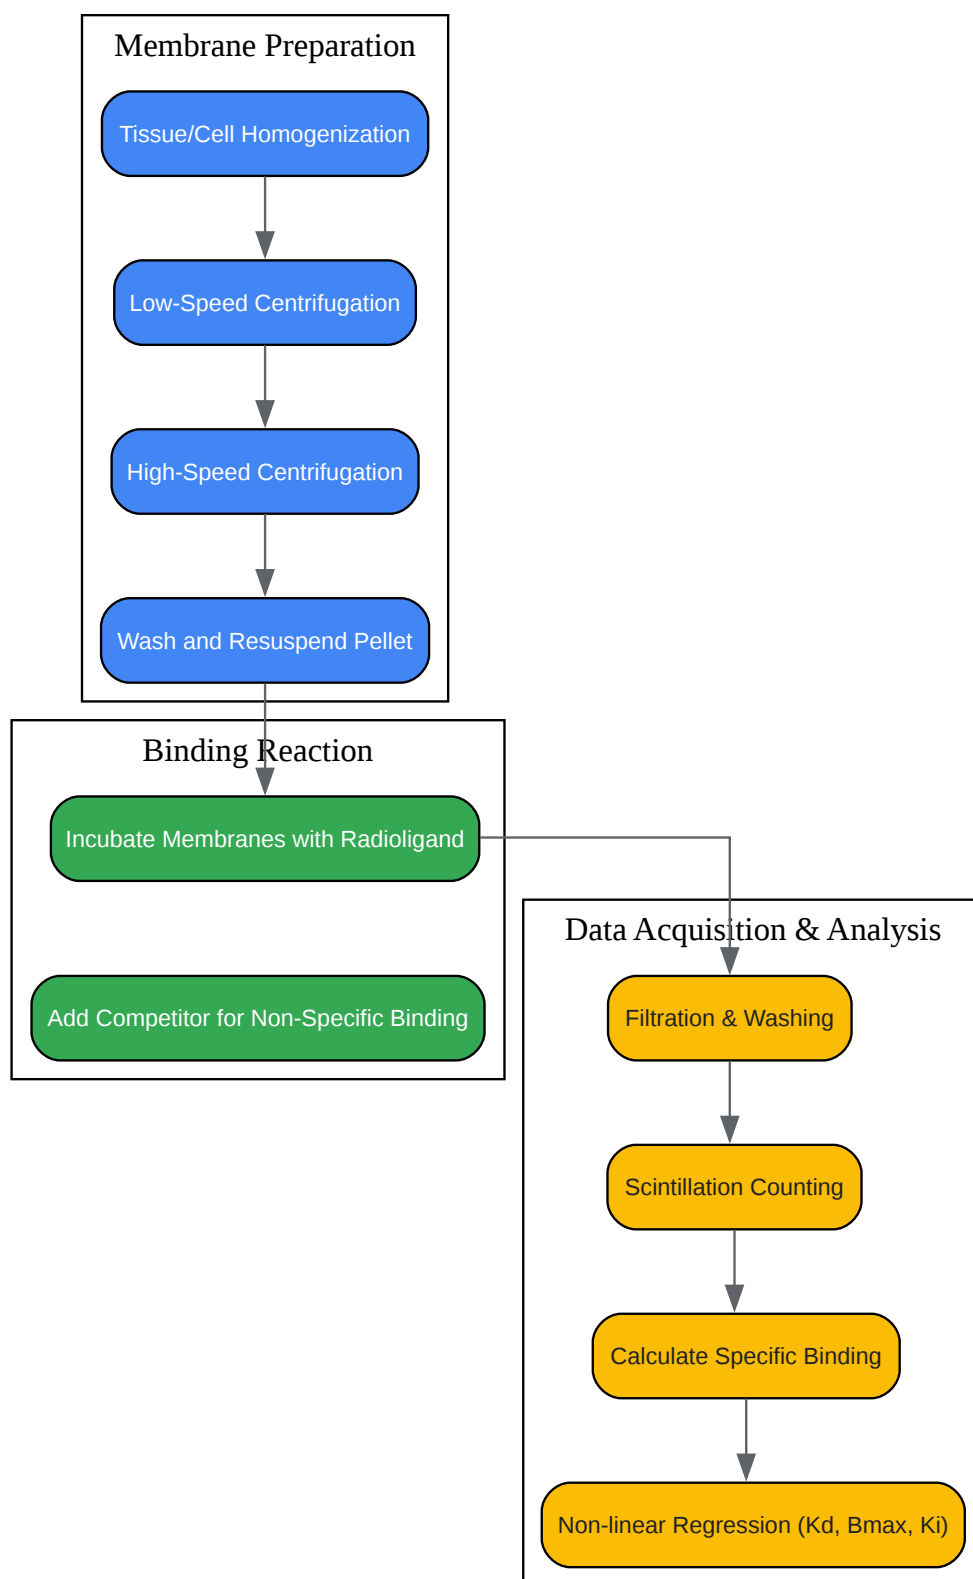 Membrane Preparation
Tissue/Cell Homogenization
Low-Speed Centrifugation
High-Speed Centrifugation
Wash and Resuspend Pellet
Binding Reaction
Incubate Membranes with Radioligand
Add Competitor for Non-Specific Binding
Data Acquisition & Analysis
Filtration & Washing
Scintillation Counting
Calculate Specific Binding
Non-linear Regression (Kd, Bmax, Ki)